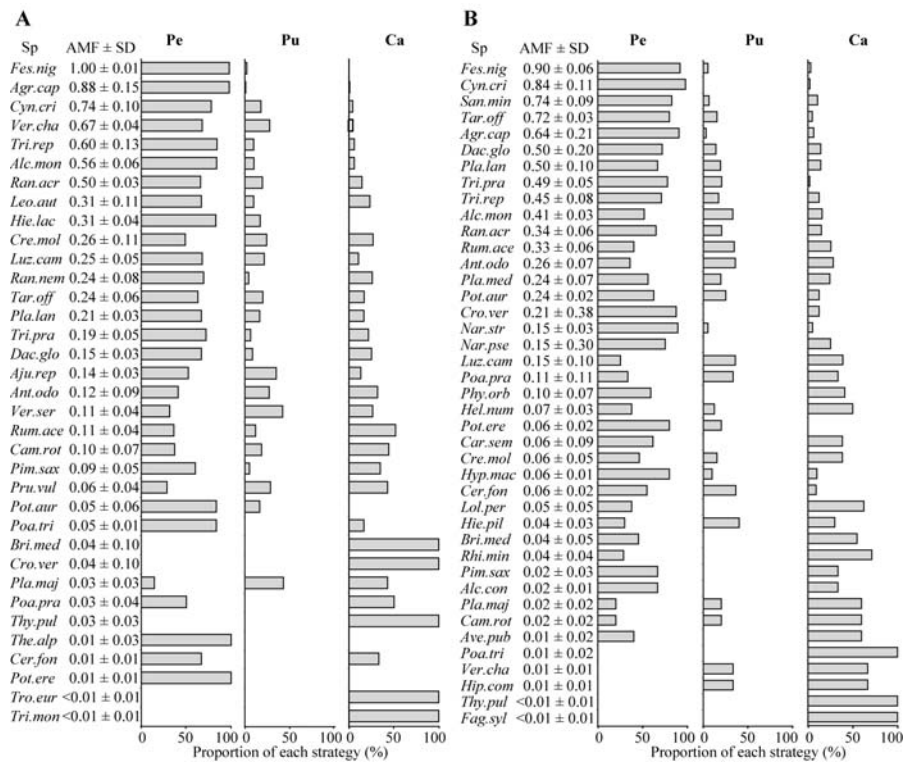 A
Sp AMF ± SD Pe Pu Ca
Fes.nig 1.00 ± 0.01
Agr.cap 0.88 ± 0.15
Cyn.cri 0.74 ± 0.10
Ver.cha 0.67 ± 0.04
Tri.rep 0.60 ± 0.13
Alc.mon 0.56 ± 0.06
Ran.acr 0.50 ± 0.03
Leo.aut 0.31 ± 0.11
Hie.lac 0.31 ± 0.04
Cre.mol 0.26 ± 0.11
Luz.cam 0.25 ± 0.05
Ran.nem 0.24 ± 0.08
Tar.off 0.24 ± 0.06
Pla.lan 0.21 ± 0.03
Tri.pra 0.19 ± 0.05
Dac.glo 0.15 ± 0.03
Aju.rep 0.14 ± 0.03
Ant.odo 0.12 ± 0.09
Ver.ser 0.11 ± 0.04
Rum.ace 0.11 ± 0.04
Cam.rot 0.10 ± 0.07
Pim.sax 0.09 ± 0.05
Pru.vul 0.06 ± 0.04
Pot.aur 0.05 ± 0.06
Poa.tri 0.05 ± 0.01
Bri.med 0.04 ± 0.10
Cro.ver 0.04 ± 0.10
Pla.maj 0.03 ± 0.03
Poa.pra 0.03 ± 0.04
Thy.pul 0.03 ± 0.03
The.alp 0.01 ± 0.03
Cer.fon 0.01 ± 0.01
Pot.ere 0.01 ± 0.01
Tro.eur <0.01 ± 0.01
Tri.mon <0.01 ± 0.01
0 50 100 0 50 100 0 50 100
Proportion of each strategy (%)
B
Sp AMF ± SD Pe Pu Ca
Fes.nig 0.90 ± 0.06
Cyn.cri 0.84 ± 0.11
San.min 0.74 ± 0.09
Tar.off 0.72 ± 0.03
Agr.cap 0.64 ± 0.21
Dac.glo 0.50 ± 0.20
Pla.lan 0.50 ± 0.10
Tri.pra 0.49 ± 0.05
Tri.rep 0.45 ± 0.08
Alc.mon 0.41 ± 0.03
Ran.acr 0.34 ± 0.06
Rum.ace 0.33 ± 0.06
Ant.odo 0.26 ± 0.07
Pla.med 0.24 ± 0.07
Pot.aur 0.24 ± 0.02
Cro.ver 0.21 ± 0.38
Nar.str 0.15 ± 0.03
Nar.pse 0.15 ± 0.30
Luz.cam 0.15 ± 0.10
Poa.pra 0.11 ± 0.11
Phy.orb 0.10 ± 0.07
Hel.num 0.07 ± 0.03
Pot.ere 0.06 ± 0.02
Car.sem 0.06 ± 0.09
Cre.mol 0.06 ± 0.05
Hyp.mac 0.06 ± 0.01
Cer.fon 0.06 ± 0.02
Lol.per 0.05 ± 0.05
Hie.pil 0.04 ± 0.03
Bri.med 0.04 ± 0.05
Rhi.min 0.04 ± 0.04
Pim.sax 0.02 ± 0.03
Alc.con 0.02 ± 0.01
Pla.maj 0.02 ± 0.02
Cam.rot 0.02 ± 0.02
Ave.pub 0.01 ± 0.02
Poa.tri 0.01 ± 0.02
Ver.cha 0.01 ± 0.01
Hip.com 0.01 ± 0.01
Thy.pul <0.01 ± 0.01
Fag.syl <0.01 ± 0.01
0 50 100 0 50 100 0 50 100
Proportion of each strategy (%)